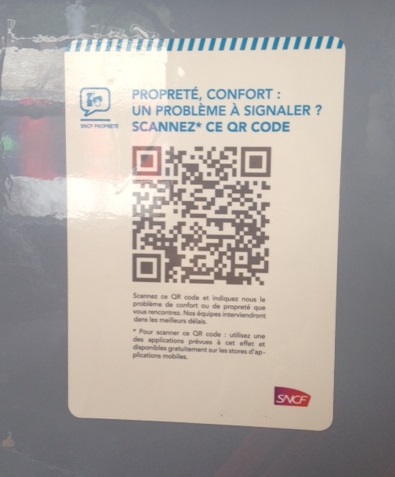 PROPRETÉ, CONFORT :
UN PROBLÈME À SIGNALER ?
SCANNEZ* CE QR CODE
SNCF PROPRETÉ
Scannez ce QR code et indiquez nous le
problème de confort ou de propreté que
vous rencontrez. Nos équipes interviendront
dans les meilleurs délais.
* Pour scanner ce QR code : utilisez une
des applications prévues à cet effet et
disponibles gratuitement sur les stores d'ap-
plications mobiles.
SNCF